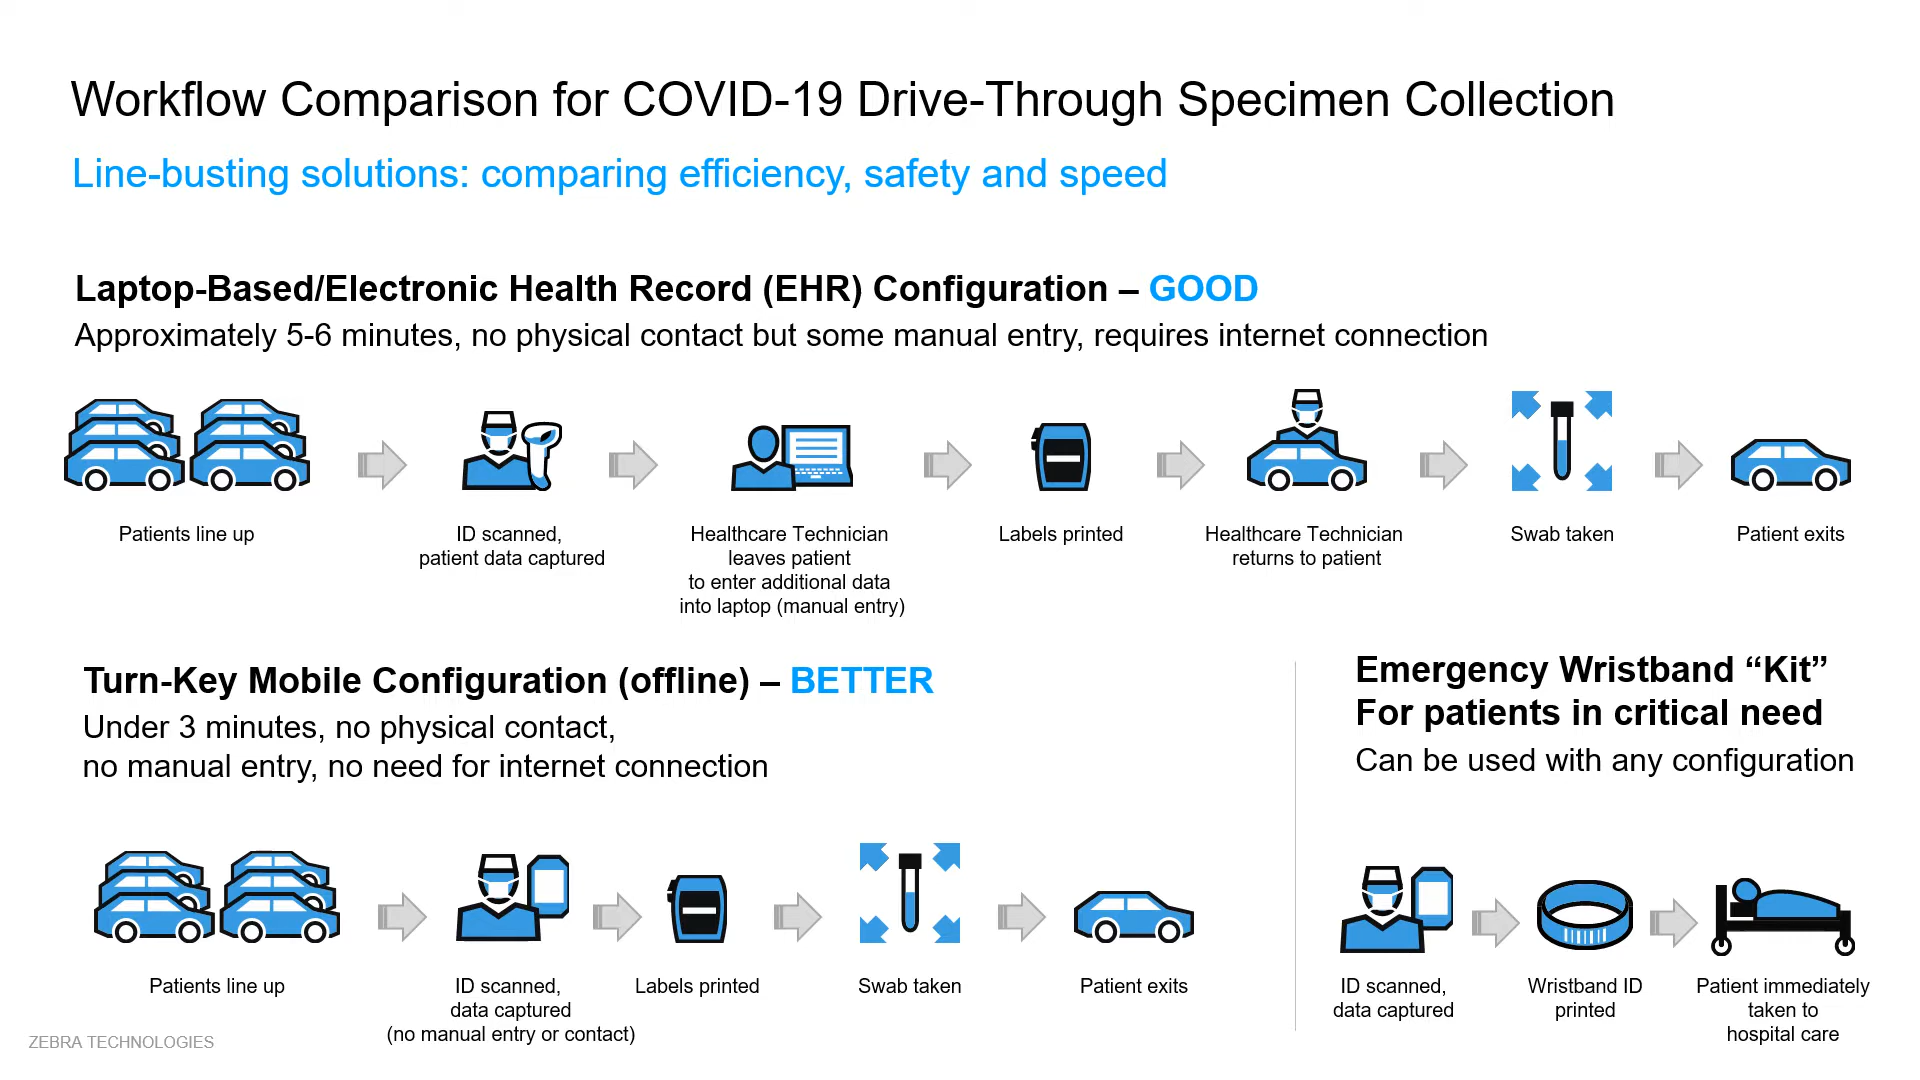 Workflow Comparison for COVID-19 Drive-Through Specimen Collection
Line-busting solutions: comparing efficiency, safety and speed
Laptop-Based/Electronic Health Record (EHR) Configuration – GOOD
Approximately 5-6 minutes, no physical contact but some manual entry, requires internet connection
Patients line up
ID scanned,
patient data captured
Healthcare Technician
leaves patient
to enter additional data
into laptop (manual entry)
Labels printed
Healthcare Technician
returns to patient
Swab taken
Patient exits
Turn-Key Mobile Configuration (offline) – BETTER
Under 3 minutes, no physical contact,
no manual entry, no need for internet connection
Patients line up
ID scanned,
data captured
(no manual entry or contact)
Labels printed
Swab taken
Patient exits
Emergency Wristband “Kit”
For patients in critical need
Can be used with any configuration
ID scanned,
data captured
Wristband ID
printed
Patient immediately
taken to
hospital care
ZEBRA TECHNOLOGIES